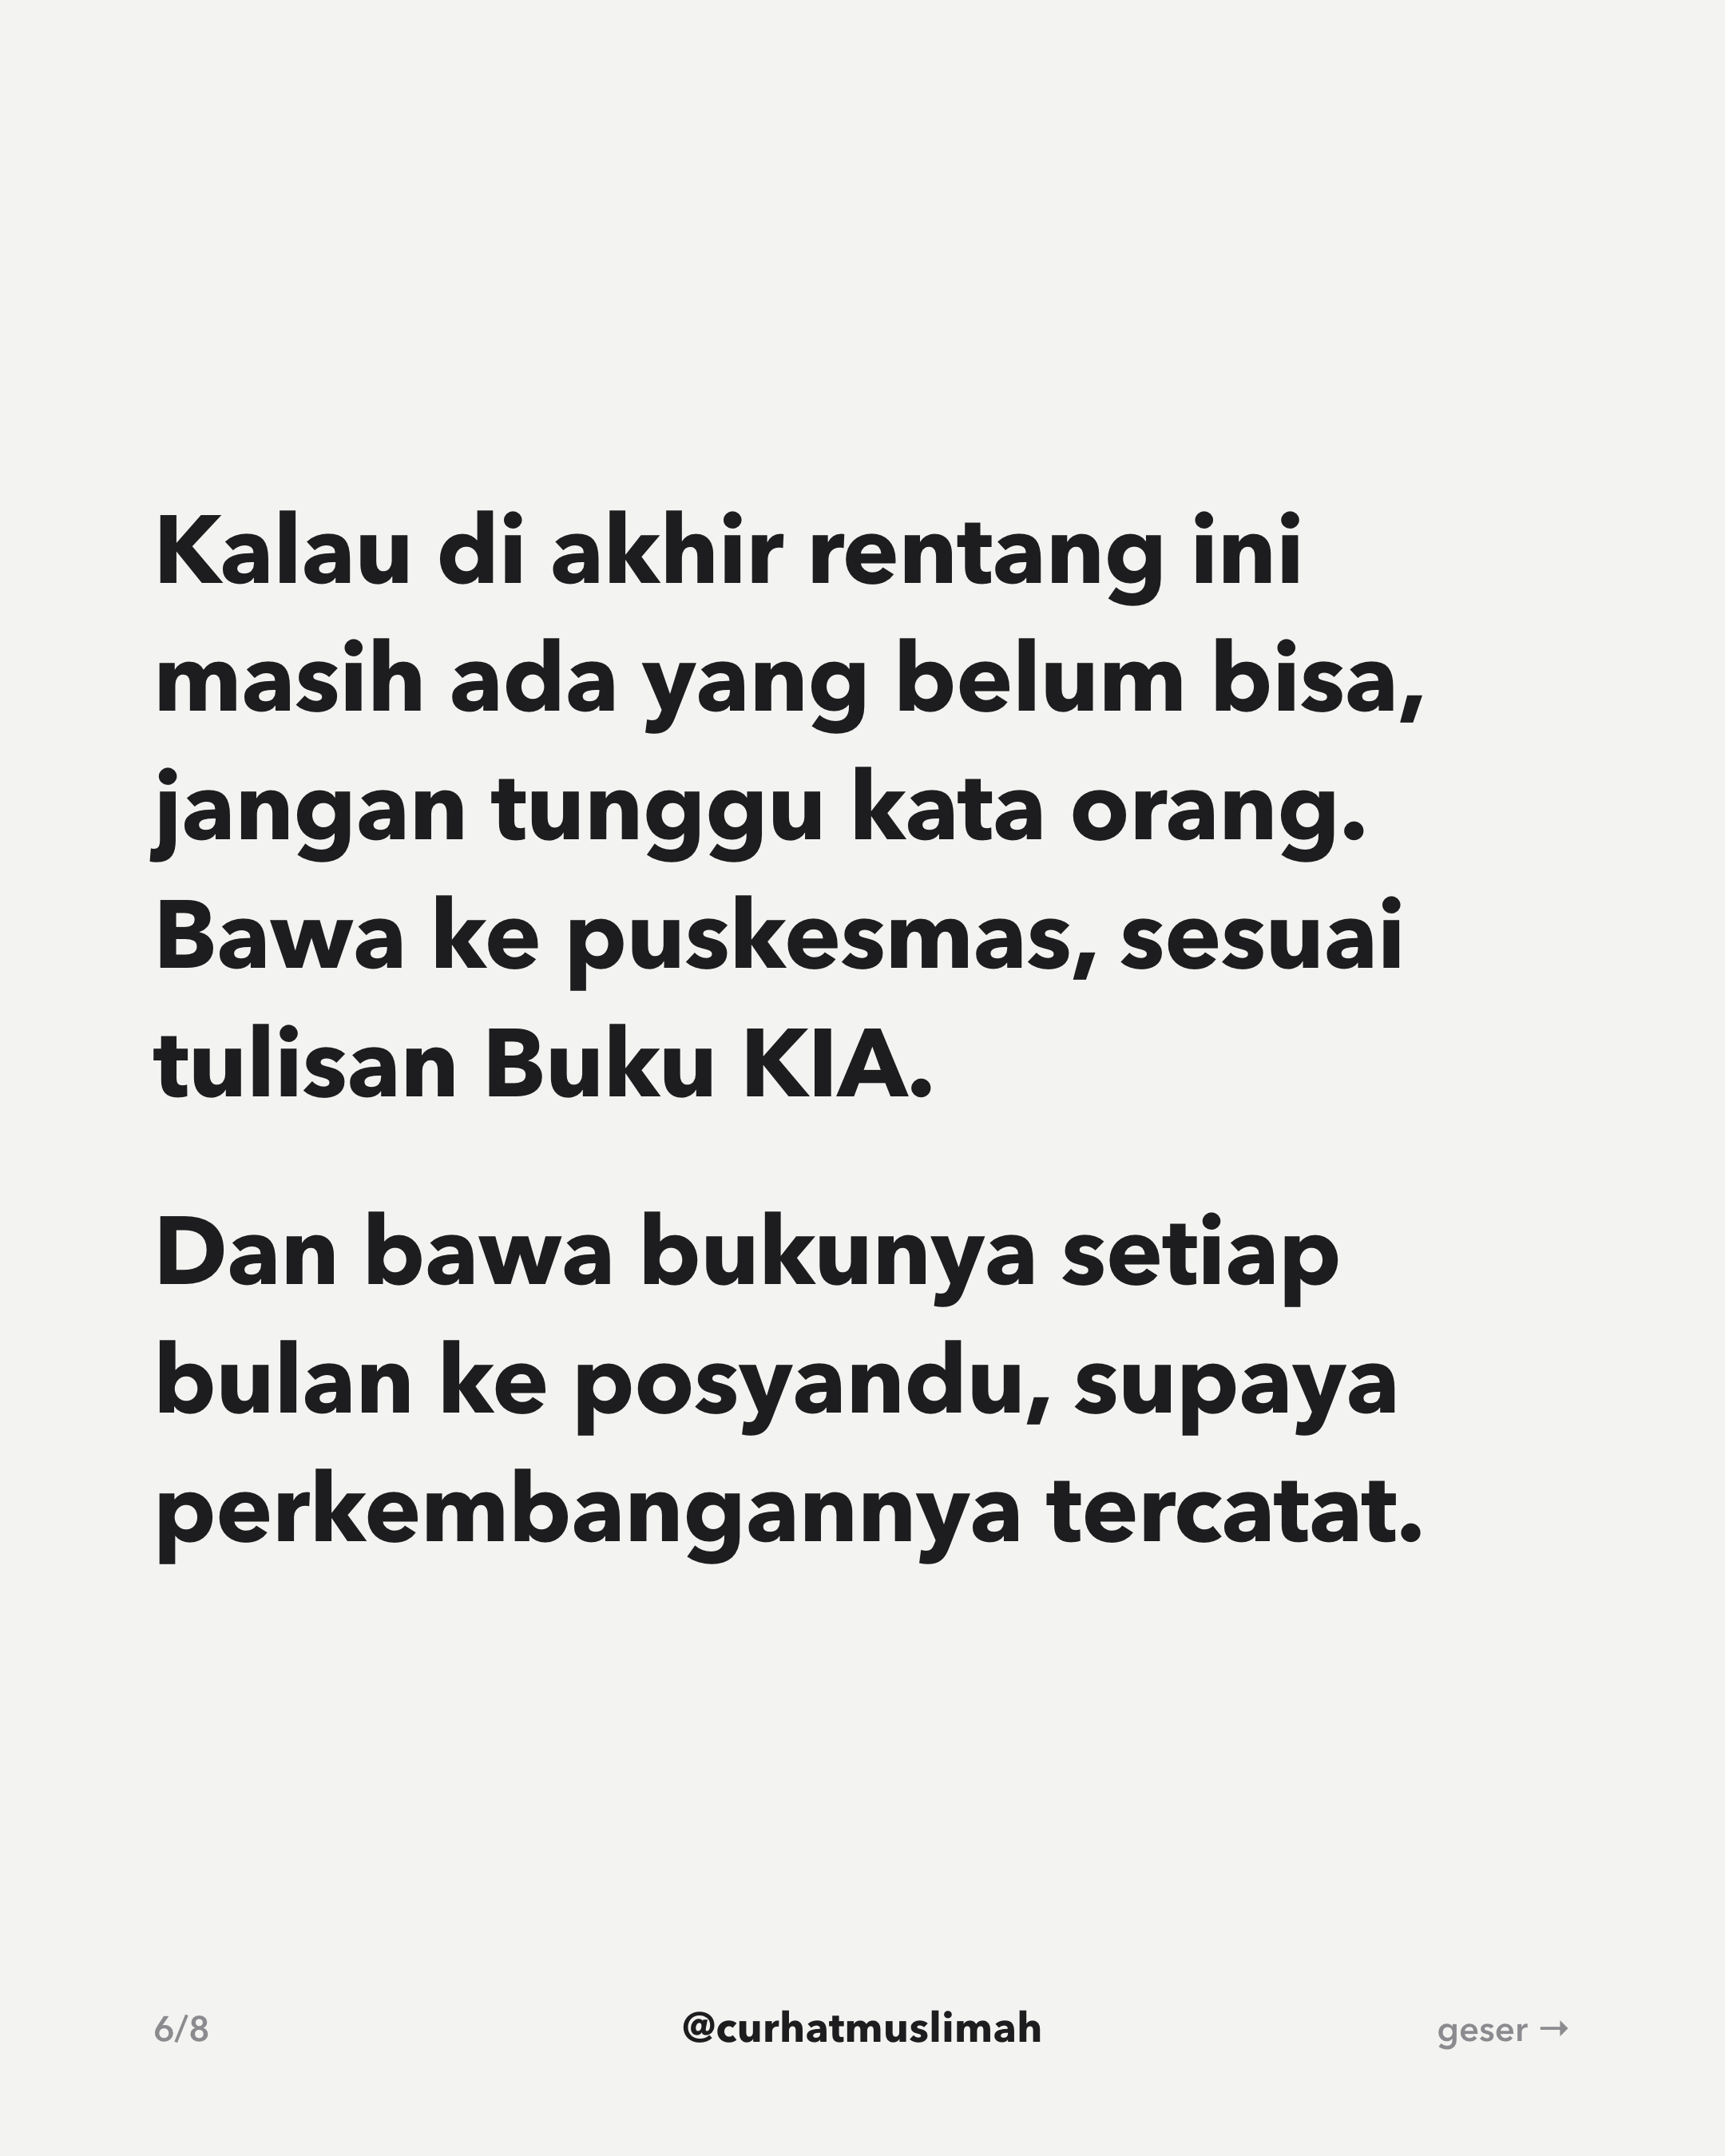 Kalau di akhir rentang ini
masih ada yang belum bisa,
jangan tunggu kata orang.
Bawa ke puskesmas, sesuai
tulisan Buku KIA.
Dan bawa bukunya setiap
bulan ke posyandu, supaya
perkembangannya tercatat.
6/8
@curhatmuslimah
geser →